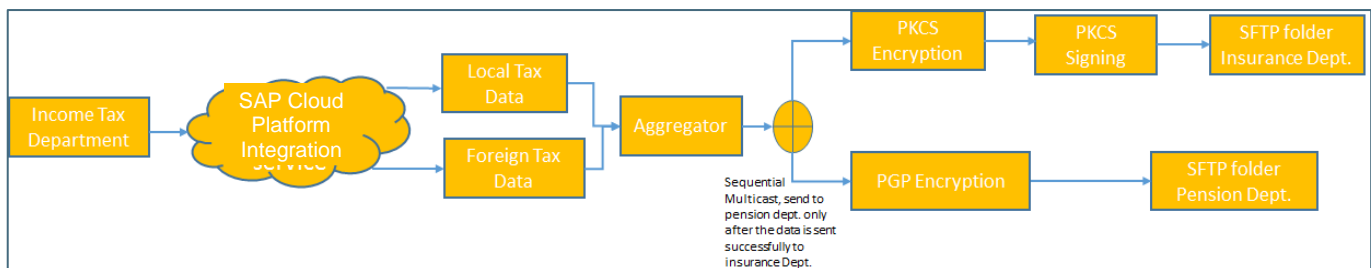 Income Tax
Department
SAP Cloud
Platform
Integration
service
Local Tax
Data
Foreign Tax
Data
Aggregator
Sequential
Multicast, send to
pension dept. only
after the data is sent
successfully to
insurance Dept.
PKCS
Encryption
PKCS
Signing
SFTP folder
Insurance Dept.
PGP Encryption
SFTP folder
Pension Dept.